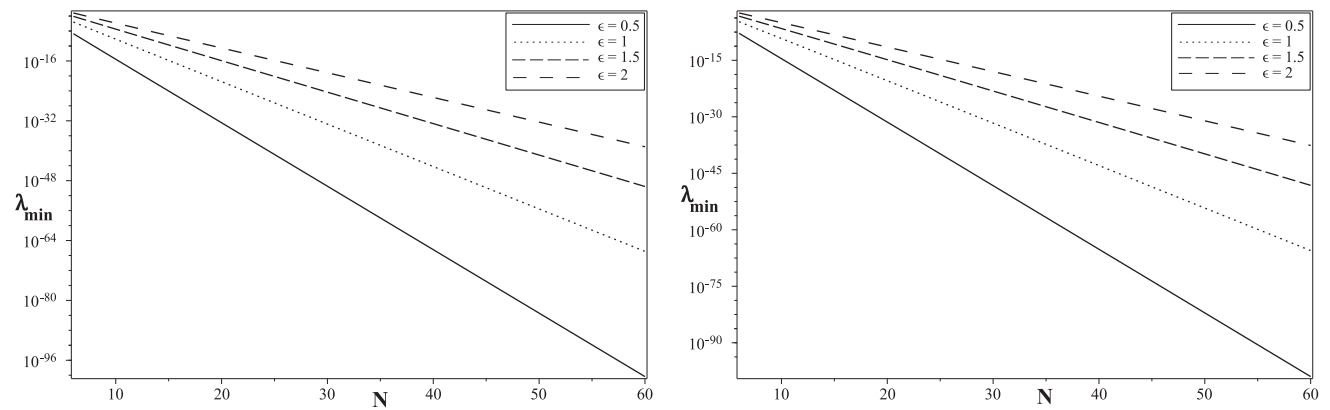 ϵ = 0.5
ϵ = 1
ϵ = 1.5
ϵ = 2
10⁻¹⁶
10⁻³²
10⁻⁴⁸
λmin
10⁻⁶⁴
10⁻⁸⁰
10⁻⁹⁶
10 20 30 40 50 60
N
ϵ = 0.5
ϵ = 1
ϵ = 1.5
ϵ = 2
10⁻¹⁵
10⁻³⁰
10⁻⁴⁵
λmin
10⁻⁶⁰
10⁻⁷⁵
10⁻⁹⁰
10 20 30 40 50 60
N